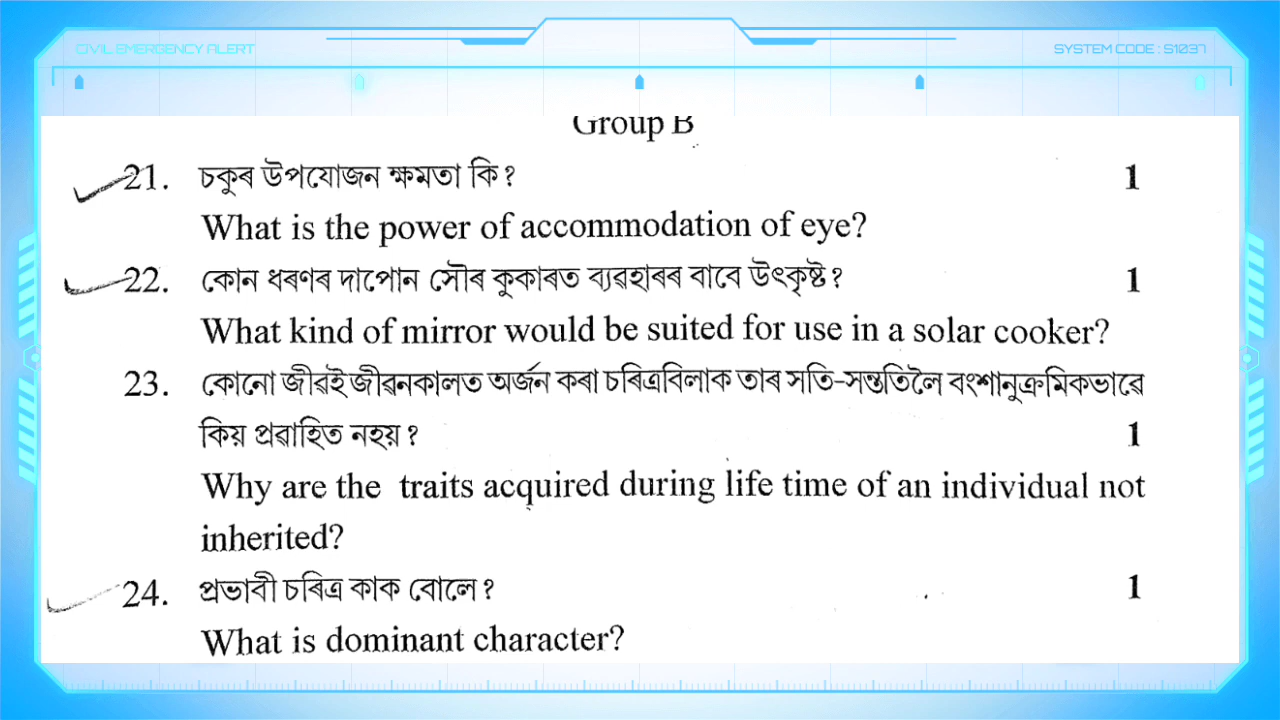 CIVIL EMERGENCY ALERT
SYSTEM CODE : S1037
Group B
21. চকুৰ উপযোজন ক্ষমতা কি ? 1
What is the power of accommodation of eye?
22. কোন ধৰণৰ দাপোন সৌৰ কুকাৰত ব্যৱহাৰৰ বাবে উৎকৃষ্ট ? 1
What kind of mirror would be suited for use in a solar cooker?
23. কোনো জীৱই জীৱনকালত অৰ্জন কৰা চৰিত্ৰবিলাক তাৰ সতি-সন্ততিলৈ বংশানুক্ৰমিকভাৱে
কিয় প্ৰৱাহিত নহয় ? 1
Why are the traits acquired during life time of an individual not
inherited?
24. প্ৰভাবী চৰিত্ৰ কাক বোলে ? 1
What is dominant character?